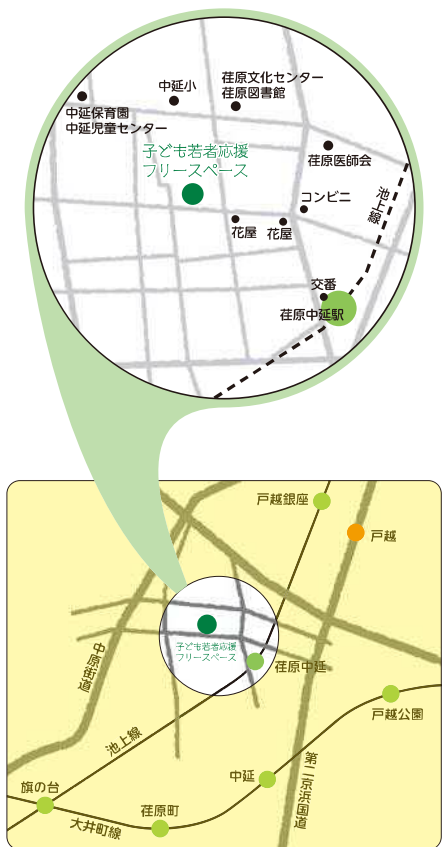 中延小
荏原文化センター
荏原図書館
中延保育園
中延児童センター
子ども若者応援
フリースペース
荏原医師会
池上線
コンビニ
花屋
花屋
交番
荏原中延駅
戸越銀座
戸越
子ども若者応援
フリースペース
荏原中延
中原街道
戸越公園
池上線
中延
第二京浜国道
旗の台
荏原町
大井町線